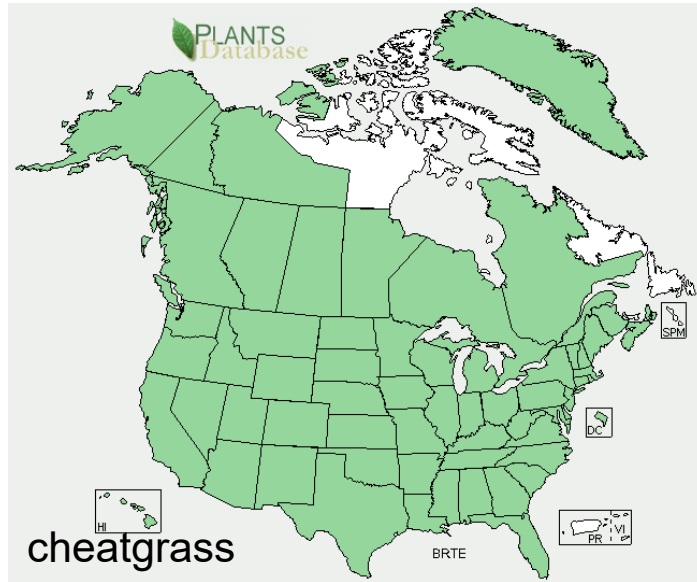 PLANTS
Database
SPM
DC
HI
PR
VI
cheatgrass
BRTE